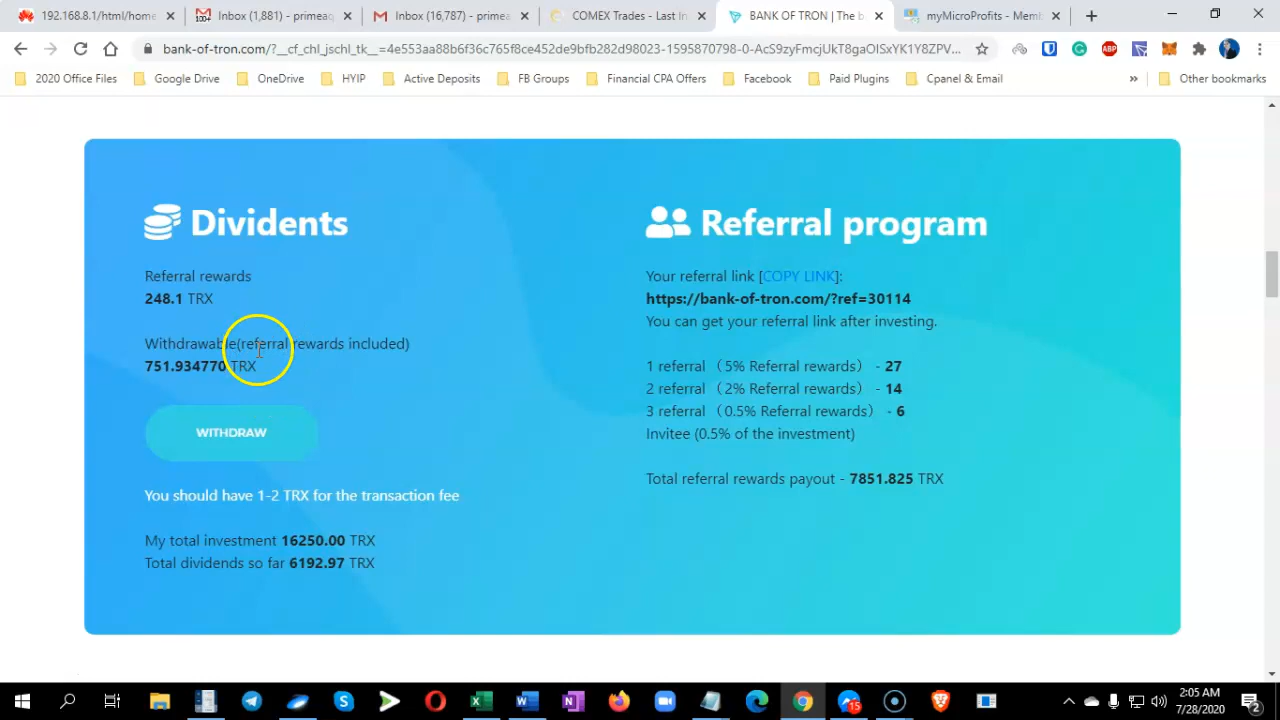 192.168.8.1/html/home
Inbox (1,881) - primeaq
Inbox (16,787) - prime
COMEX Trades - Last In
BANK OF TRON | The b
myMicroProfits - Memb
bank-of-tron.com/?__cf_chl_jschl_tk__=4e553aa88b6f36c765f8ce452de9bfb282d98023-1595870798-0-AcS9zyFmcjUkT8gaOISxYK1Y8ZPV...
2020 Office Files
Google Drive
OneDrive
HYIP
Active Deposits
FB Groups
Financial CPA Offers
Facebook
Paid Plugins
Cpanel & Email
»
Other bookmarks
Dividents
Referral rewards
248.1 TRX
Withdrawable(referral rewards included)
751.934770 TRX
WITHDRAW
You should have 1-2 TRX for the transaction fee
My total investment 16250.00 TRX
Total dividends so far 6192.97 TRX
Referral program
Your referral link [COPY LINK]:
https://bank-of-tron.com/?ref=30114
You can get your referral link after investing.
1 referral（5% Referral rewards） - 27
2 referral（2% Referral rewards） - 14
3 referral（0.5% Referral rewards） - 6
Invitee (0.5% of the investment)
Total referral rewards payout - 7851.825 TRX
2:05 AM
7/28/2020